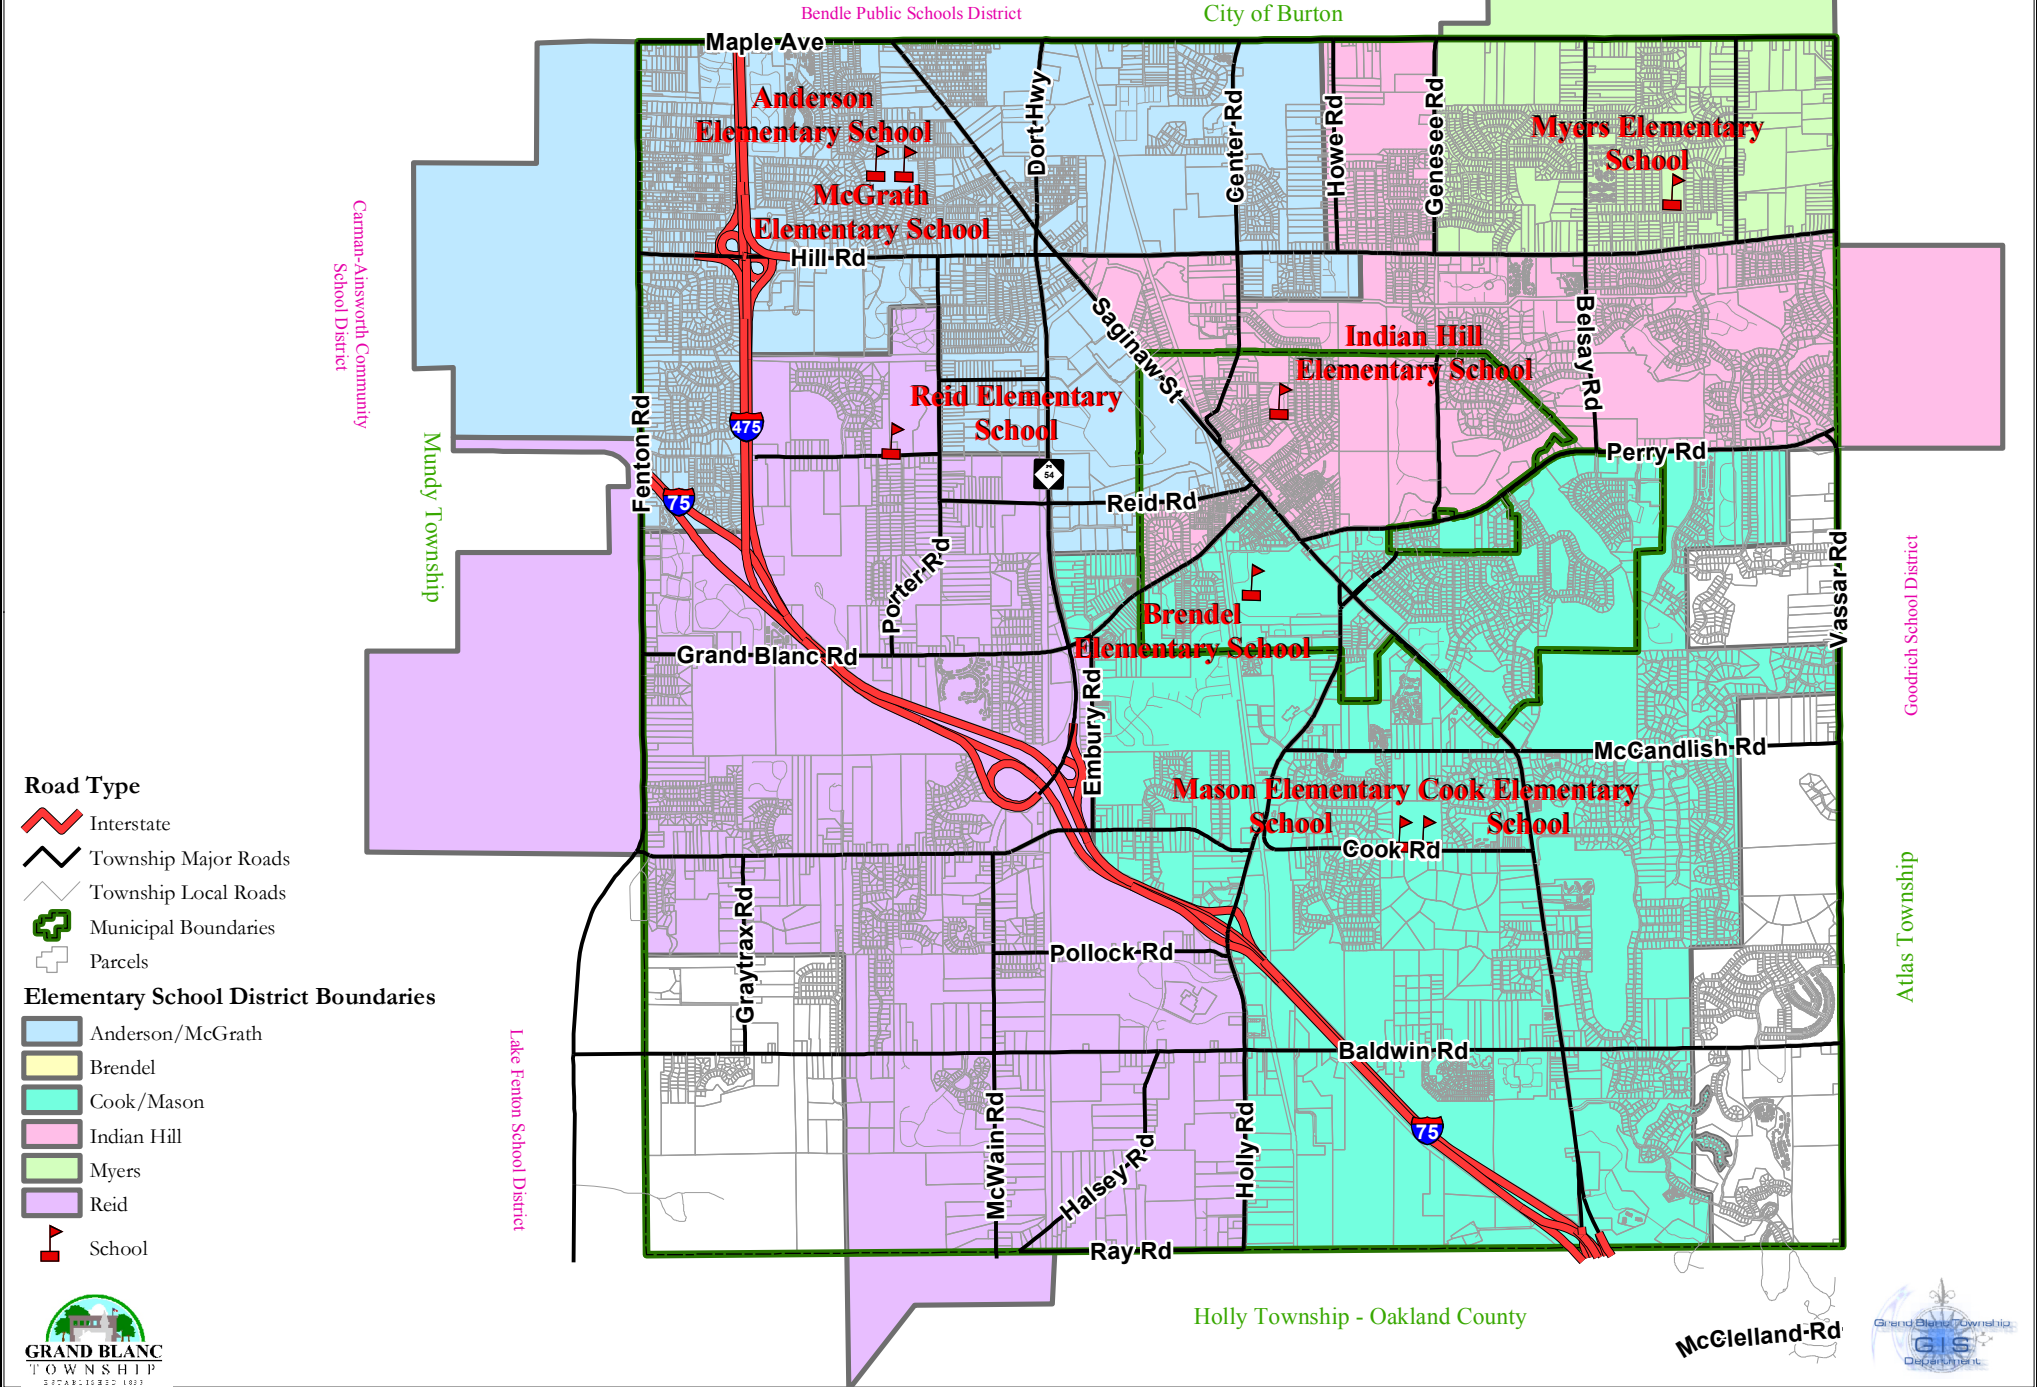 Bendle Public Schools District
City of Burton
Maple Ave
Anderson
Elementary School
McGrath
Elementary School
Hill Rd
Dort Hwy
Center Rd
Howe Rd
Genesee Rd
Myers Elementary
School
Carman-Ainsworth Community
School District
Saginaw St
Indian Hill
Elementary School
Belsay Rd
Reid Elementary
School
475
Fenton Rd
75
54
Perry Rd
Reid Rd
Mundy Township
Porter Rd
Vassar Rd
Goodrich School District
Brendel
Elementary School
Grand Blanc Rd
Embury Rd
McCandlish Rd
Mason Elementary
School
Cook Elementary
School
Cook Rd
Graytrax Rd
Pollock Rd
Atlas Township
Baldwin Rd
Lake Fenton School District
McWain Rd
Halsey Rd
Holly Rd
75
Ray Rd
Holly Township - Oakland County
McClelland Rd
Road Type
Interstate
Township Major Roads
Township Local Roads
Municipal Boundaries
Parcels
Elementary School District Boundaries
Anderson/McGrath
Brendel
Cook/Mason
Indian Hill
Myers
Reid
School
GRAND BLANC
TOWNSHIP
ESTABLISHED 1833
Grand Blanc Township
GIS
Department